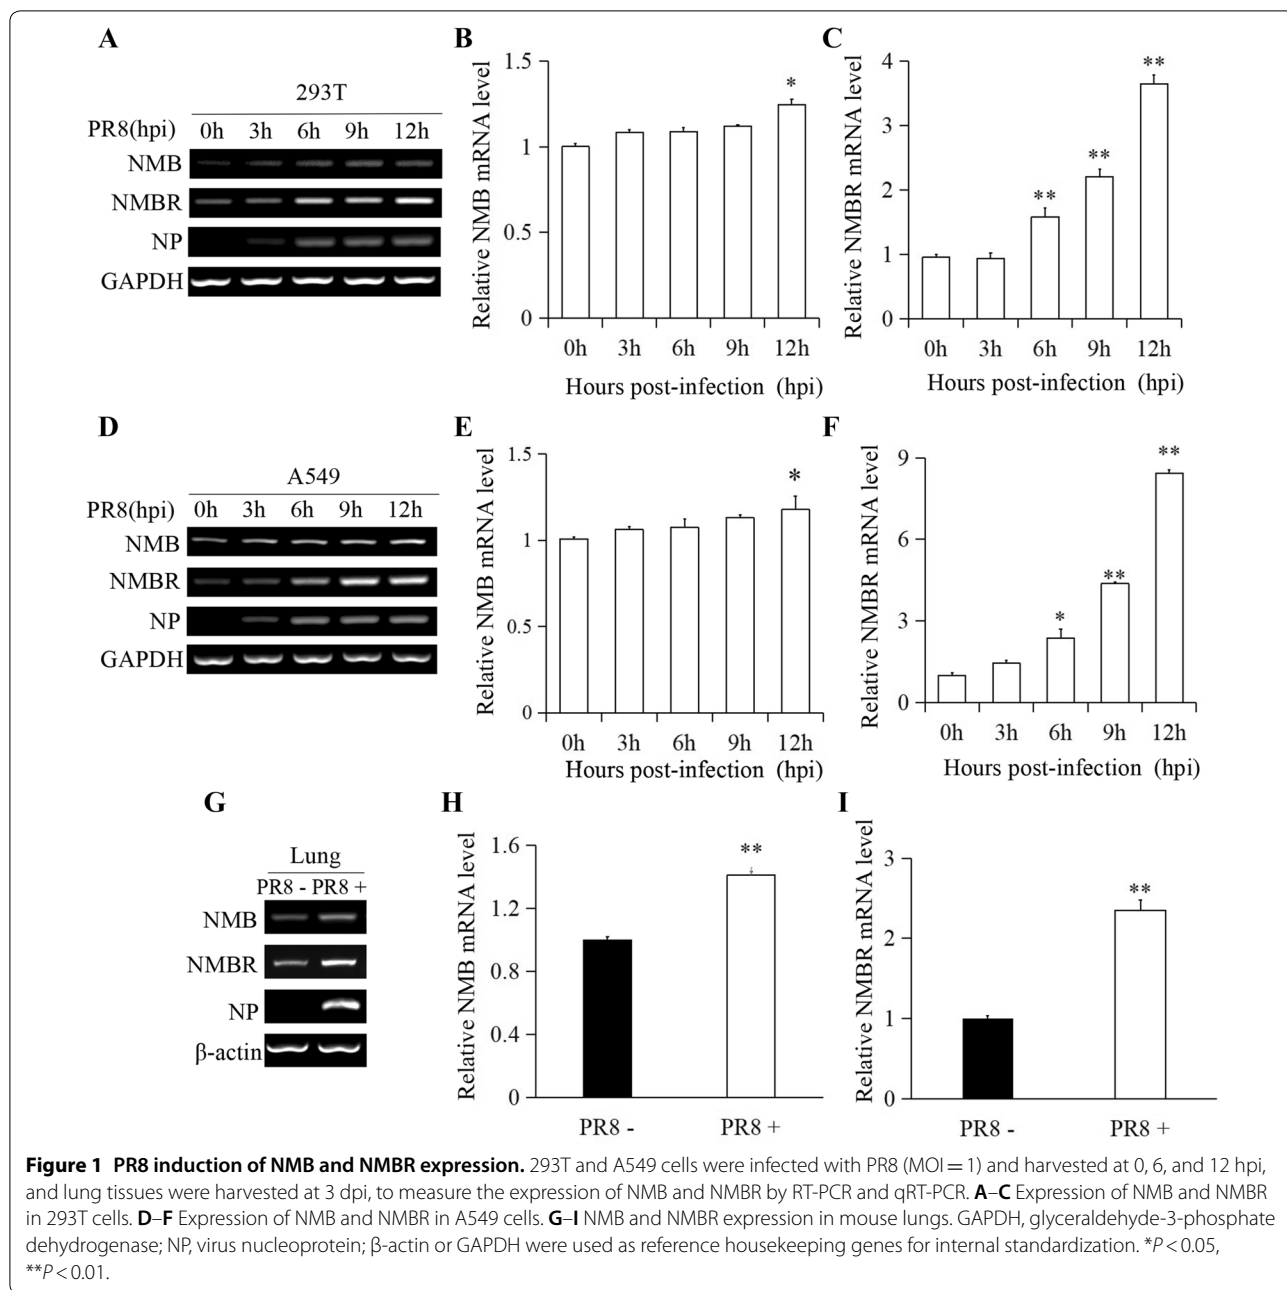 A
293T
PR8(hpi) 0h 3h 6h 9h 12h
NMB
NMBR
NP
GAPDH
B
Relative NMB mRNA level
1.5
1
0.5
0
*
0h 3h 6h 9h 12h
Hours post-infection (hpi)
C
Relative NMBR mRNA level
4
3
2
1
0
** ** **
0h 3h 6h 9h 12h
Hours post-infection (hpi)
D
A549
PR8(hpi) 0h 3h 6h 9h 12h
NMB
NMBR
NP
GAPDH
E
Relative NMB mRNA level
1.5
1
0.5
0
*
0h 3h 6h 9h 12h
Hours post-infection (hpi)
F
Relative NMBR mRNA level
9
6
3
0
* ** **
0h 3h 6h 9h 12h
Hours post-infection (hpi)
G
Lung
PR8 - PR8 +
NMB
NMBR
NP
β-actin
H
Relative NMB mRNA level
1.6
1.2
0.8
0.4
0
**
PR8 - PR8 +
I
Relative NMBR mRNA level
3
2
1
0
**
PR8 - PR8 +
Figure 1 PR8 induction of NMB and NMBR expression. 293T and A549 cells were infected with PR8 (MOI = 1) and harvested at 0, 6, and 12 hpi,
and lung tissues were harvested at 3 dpi, to measure the expression of NMB and NMBR by RT-PCR and qRT-PCR. A–C Expression of NMB and NMBR
in 293T cells. D–F Expression of NMB and NMBR in A549 cells. G–I NMB and NMBR expression in mouse lungs. GAPDH, glyceraldehyde-3-phosphate
dehydrogenase; NP, virus nucleoprotein; β-actin or GAPDH were used as reference housekeeping genes for internal standardization. *P < 0.05,
**P < 0.01.